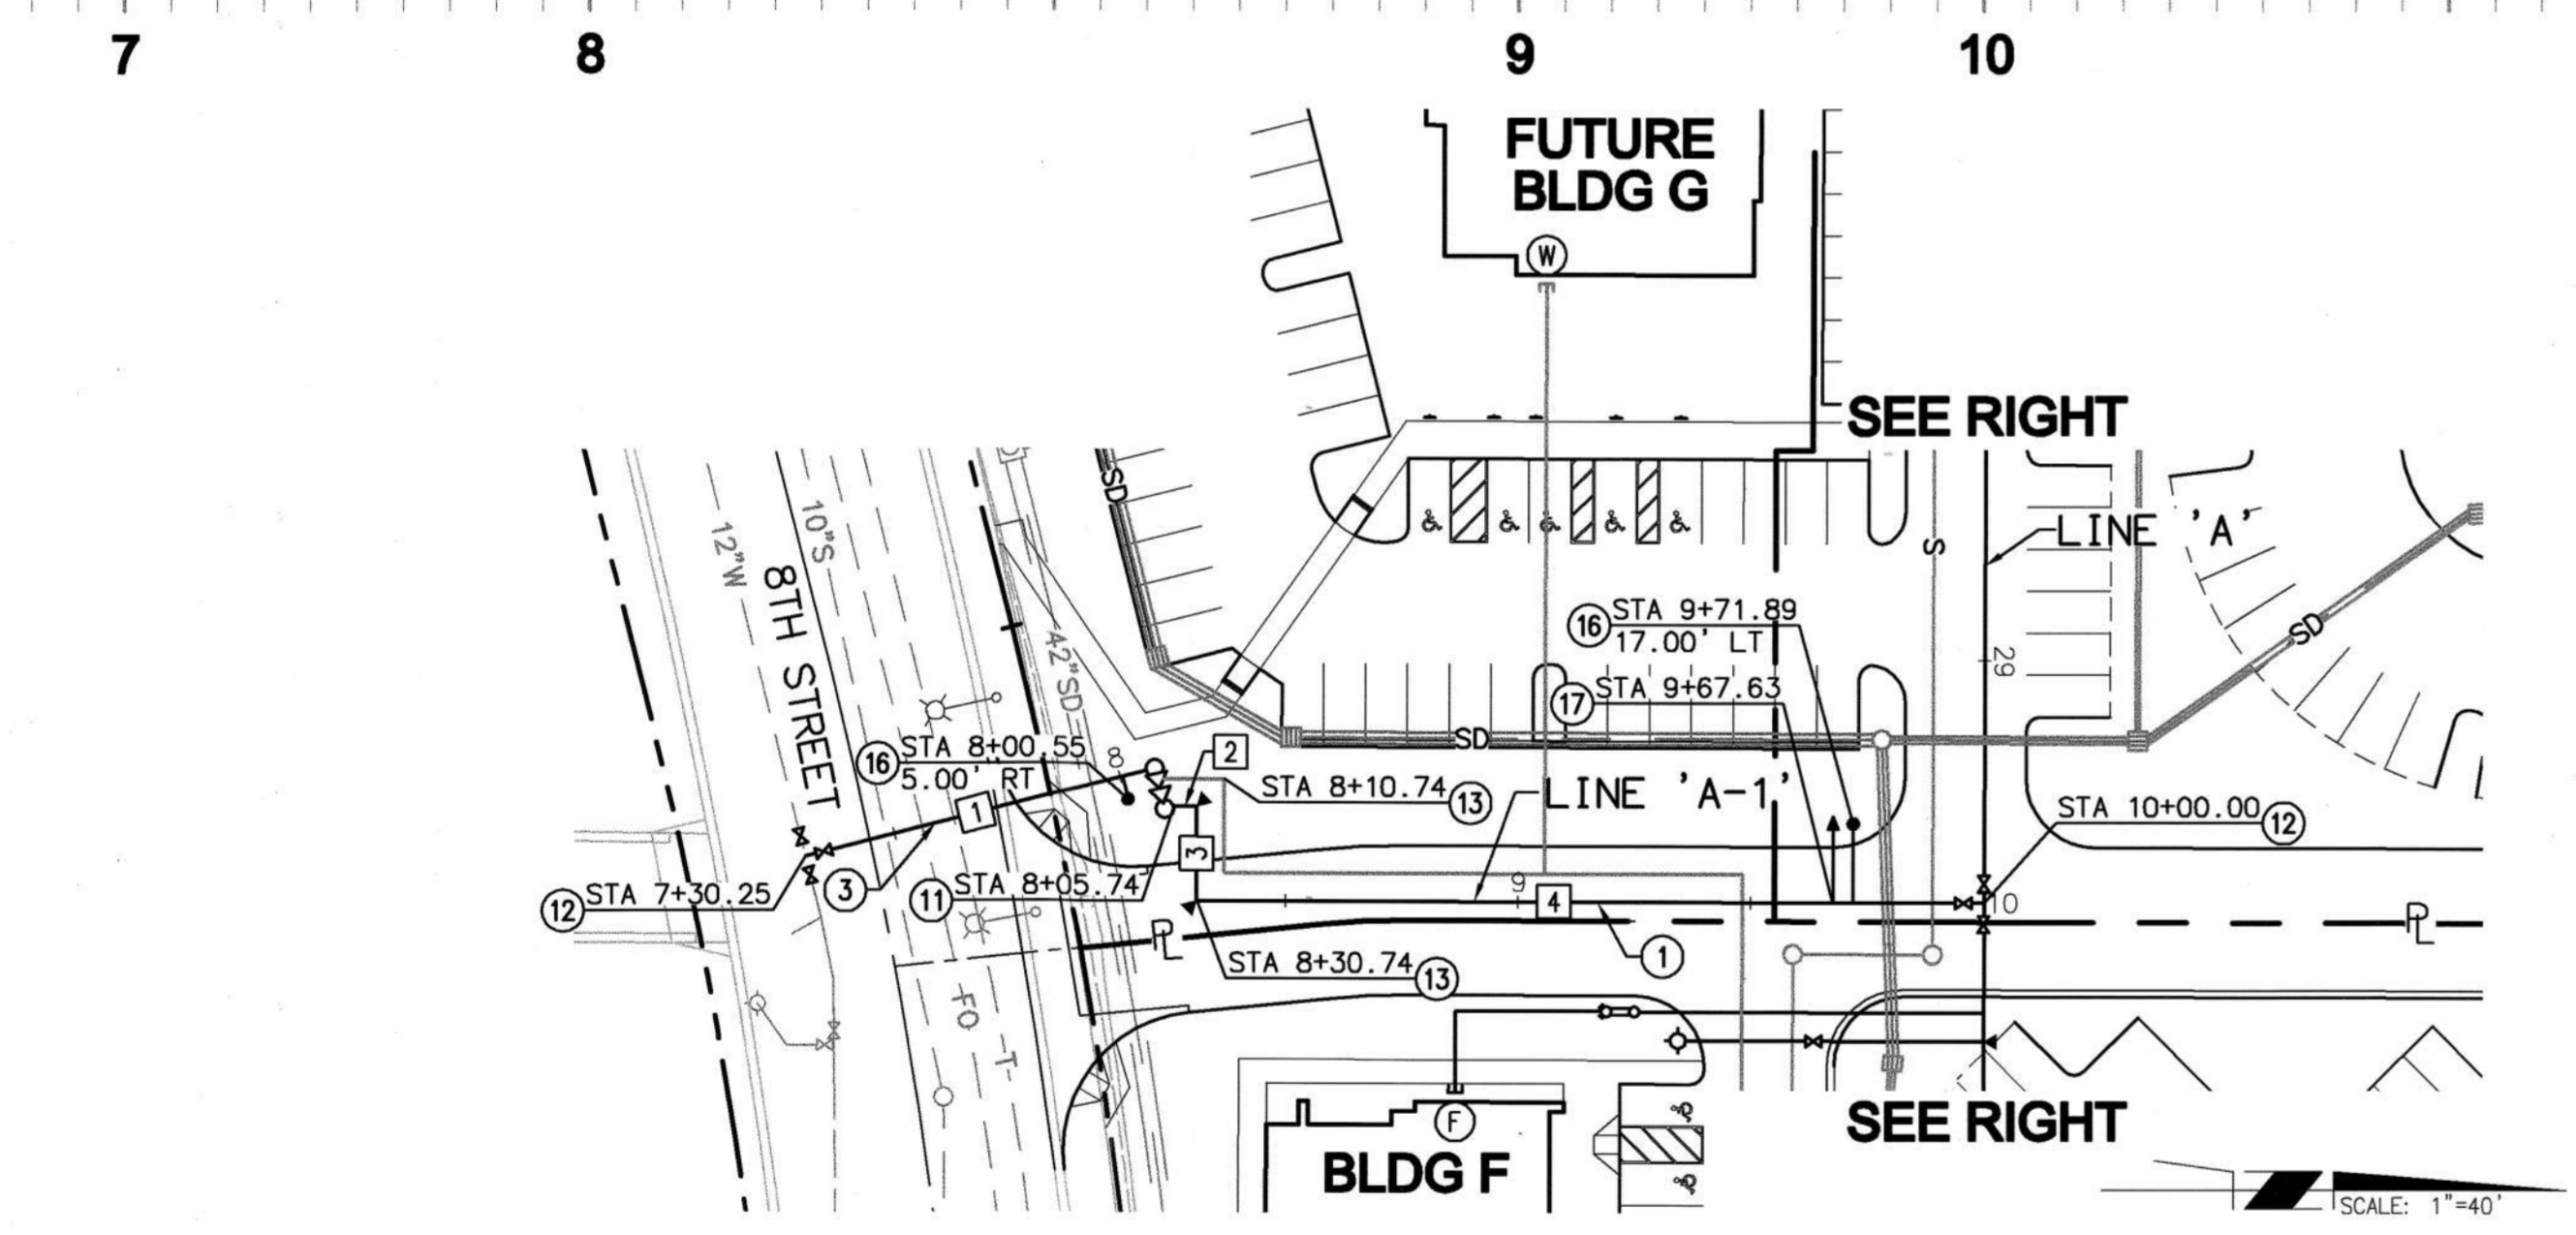 7
8
9
10
FUTURE
BLDG G
W
SEE RIGHT
SD
12"W
10"S
8TH STREET
42"SD
S
LINE 'A'
29
SD
16 STA 9+71.89
17.00' LT
17 STA 9+67.63
SD
16 STA 8+00.55
5.00' RT
8
2
STA 8+10.74 13
LINE 'A-1'
STA 10+00.00 12
1
3
12 STA 7+30.25
3
11 STA 8+05.74
9
4
10
PL
PL
STA 8+30.74 13
1
FO
T
F
BLDG F
SEE RIGHT
SCALE: 1"=40'